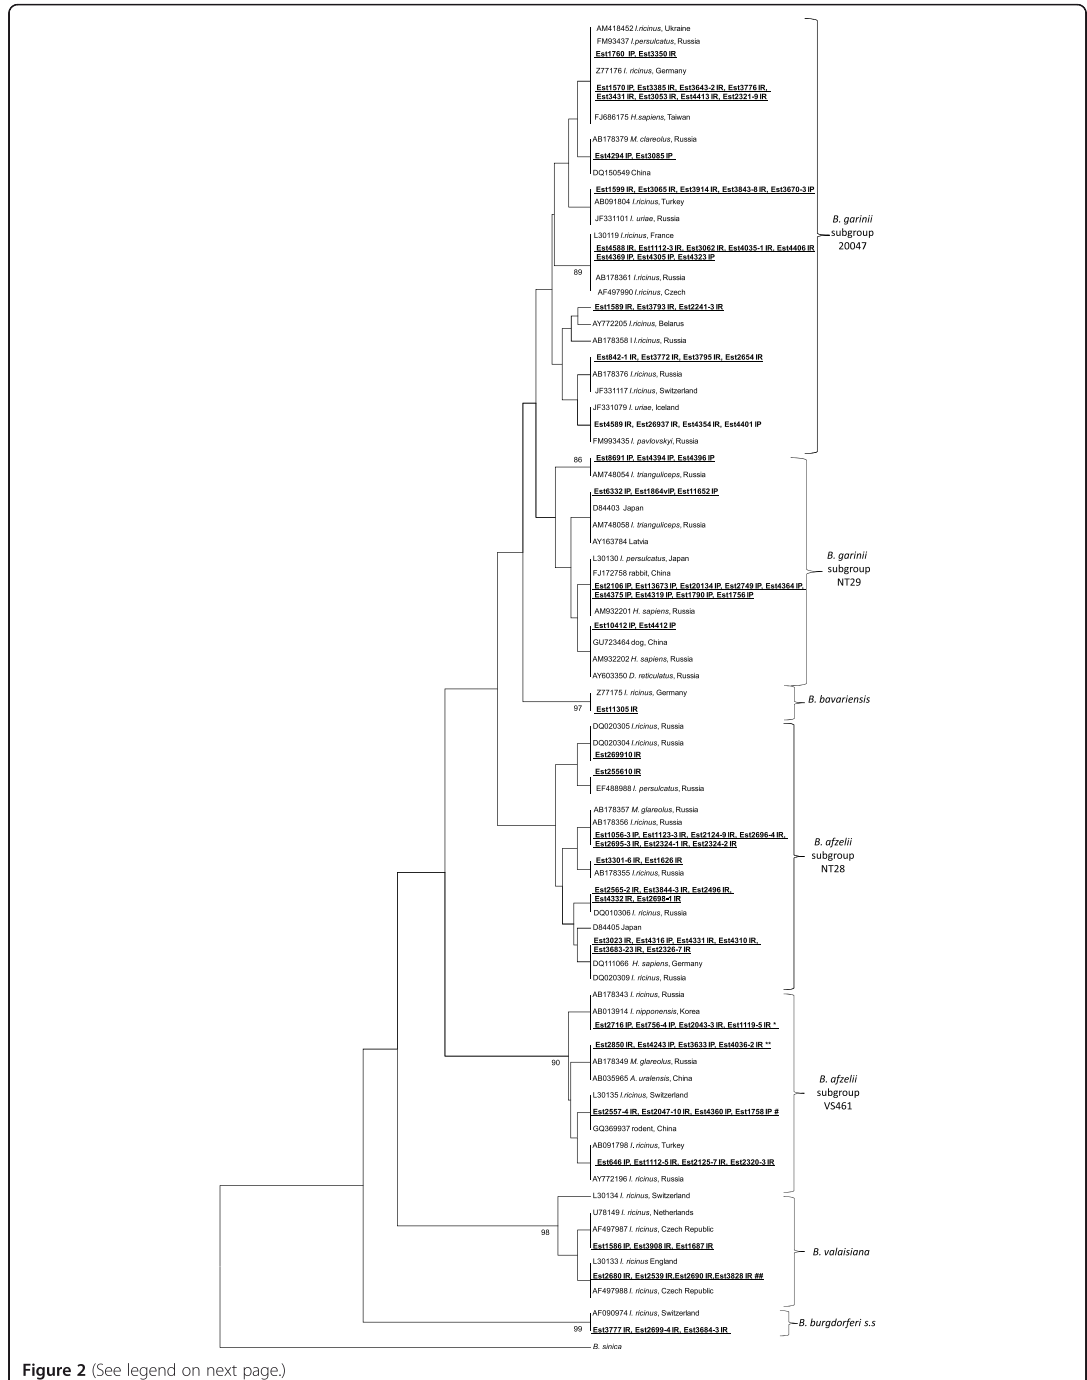 AM418452 I.ricinus, Ukraine
FM93437 I.persulcatus, Russia
Est1760 IP, Est3350 IR
Z77176 I. ricinus, Germany
Est1570 IP, Est3385 IR, Est3643-2 IR, Est3776 IR,
Est3431 IR, Est3053 IR, Est4413 IR, Est2321-9 IR
FJ686175 H.sapiens, Taiwan
AB178379 M. clareolus, Russia
Est4294 IP, Est3085 IP
DQ150549 China
Est1599 IR, Est3065 IR, Est3914 IR, Est3843-8 IR, Est3670-3 IP
AB091804 I.ricinus, Turkey
JF331101 I. uriae, Russia
L30119 I.ricinus, France
Est4588 IR, Est1112-3 IR, Est3062 IR, Est4035-1 IR, Est4406 IR
Est4369 IP, Est4305 IP, Est4323 IP
89
AB178361 I.ricinus, Russia
AF497990 I.ricinus, Czech
B. garinii
subgroup
20047
Est1589 IR, Est3793 IR, Est2241-3 IR
AY772205 I.ricinus, Belarus
AB178358 I I.ricinus, Russia
Est842-1 IR, Est3772 IR, Est3795 IR, Est2654 IR
AB178376 I.ricinus, Russia
JF331117 I.ricinus, Switzerland
JF331079 I. uriae, Iceland
Est4589 IR, Est26937 IR, Est4354 IR, Est4401 IP
FM993435 I. pavlovskyi, Russia
86
Est8691 IP, Est4394 IP, Est4396 IP
AM748054 I. trianguliceps, Russia
Est6332 IP, Est1864vIP, Est11652 IP
D84403 Japan
AM748058 I. trianguliceps, Russia
AY163784 Latvia
L30130 I. persulcatus, Japan
FJ172758 rabbit, China
Est2106 IP, Est13673 IP, Est20134 IP, Est2749 IP, Est4364 IP,
Est4375 IP, Est4319 IP, Est1790 IP, Est1756 IP
AM932201 H. sapiens, Russia
Est10412 IP, Est4412 IP
GU723464 dog, China
AM932202 H. sapiens, Russia
AY603350 D. reticulatus, Russia
B. garinii
subgroup
NT29
Z77175 I. ricinus, Germany
97
Est11305 IR
B. bavariensis
DQ020305 I.ricinus, Russia
DQ020304 I.ricinus, Russia
Est269910 IR
Est255610 IR
EF488988 I. persulcatus, Russia
AB178357 M. glareolus, Russia
AB178356 I.ricinus, Russia
Est1056-3 IP, Est1123-3 IR, Est2124-9 IR, Est2696-4 IR,
Est2695-3 IR, Est2324-1 IR, Est2324-2 IR
Est3301-6 IR, Est1626 IR
AB178355 I.ricinus, Russia
Est2565-2 IR, Est3844-3 IR, Est2496 IR,
Est4332 IR, Est2698-1 IR
DQ010306 I. ricinus, Russia
D84405 Japan
Est3023 IR, Est4316 IP, Est4331 IR, Est4310 IR,
Est3683-23 IR, Est2326-7 IR
DQ111066 H. sapiens, Germany
DQ020309 I. ricinus, Russia
B. afzelii
subgroup
NT28
AB178343 I. ricinus, Russia
AB013914 I. nipponensis, Korea
Est2716 IP, Est756-4 IP, Est2043-3 IR, Est1119-5 IR *
Est2850 IR, Est4243 IP, Est3633 IP, Est4036-2 IR **
90
AB178349 M. glareolus, Russia
AB035965 A. uralensis, China
L30135 I.ricinus, Switzerland
Est2557-4 IR, Est2047-10 IR, Est4360 IP, Est1758 IP #
GQ369937 rodent, China
AB091798 I. ricinus, Turkey
Est646 IP, Est1112-5 IR, Est2125-7 IR, Est2320-3 IR
AY772196 I. ricinus, Russia
B. afzelii
subgroup
VS461
L30134 I. ricinus, Switzerland
U78149 I. ricinus, Netherlands
98
AF497987 I. ricinus, Czech Republic
Est1586 IP, Est3908 IR, Est1687 IR
L30133 I. ricinus England
Est2680 IR, Est2539 IR,Est2690 IR,Est3828 IR ##
AF497988 I. ricinus, Czech Republic
B. valaisiana
AF090974 I. ricinus, Switzerland
99
Est3777 IR, Est2699-4 IR, Est3684-3 IR
B. burgdorferi s.s
B. sinica
Figure 2 (See legend on next page.)